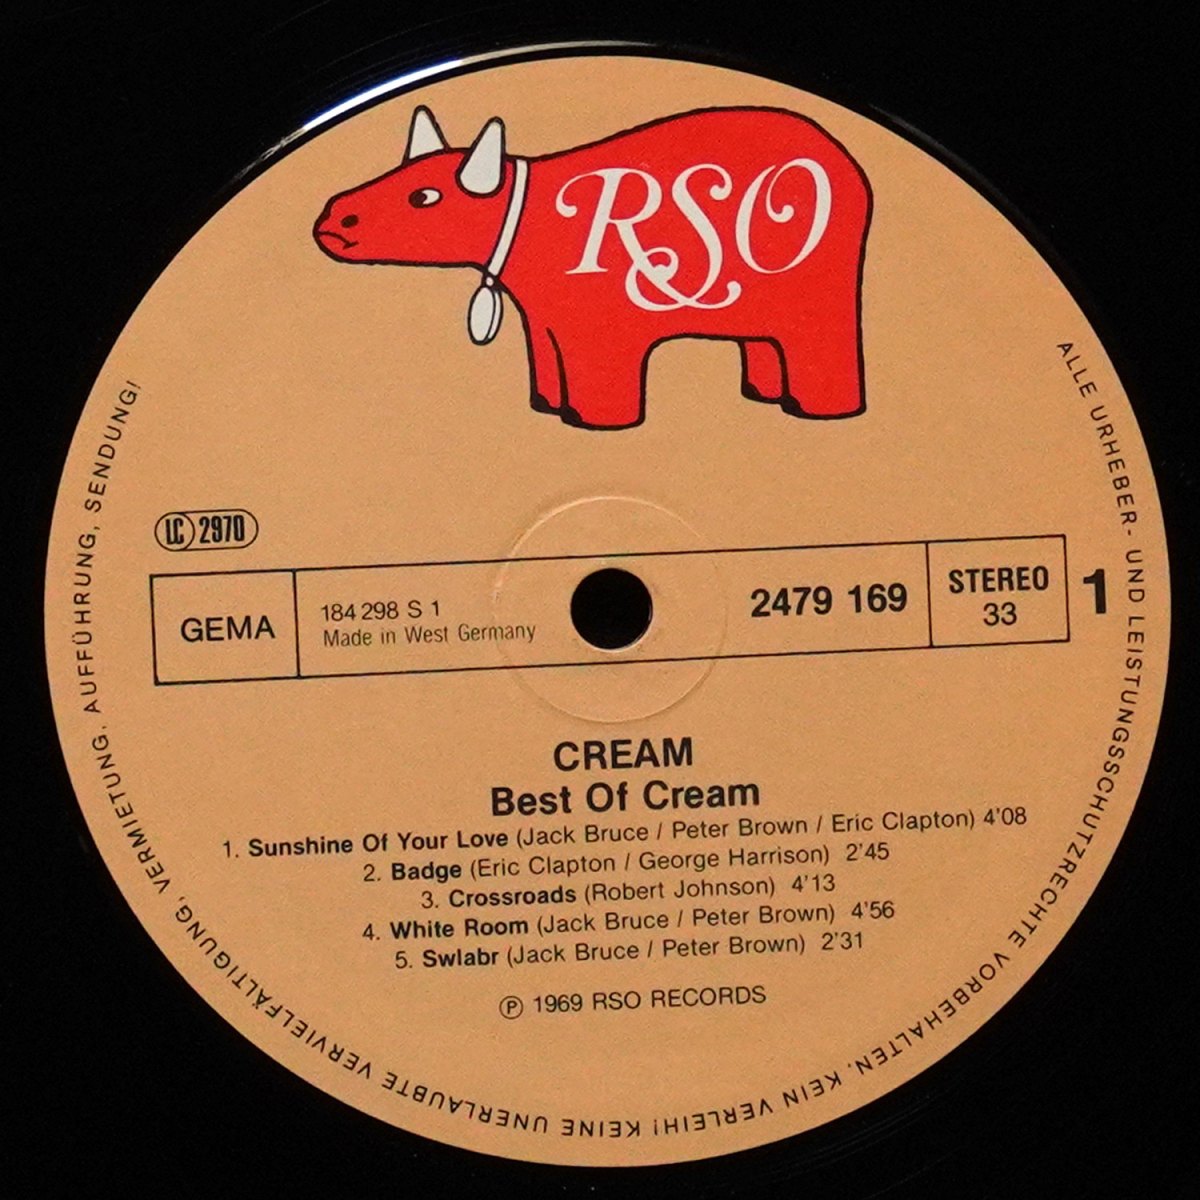 RSO
LC 2970
GEMA
184 298 S 1
Made in West Germany
2479 169
STEREO
33
1
CREAM
Best Of Cream
1. Sunshine Of Your Love (Jack Bruce / Peter Brown / Eric Clapton) 4'08
2. Badge (Eric Clapton / George Harrison) 2'45
3. Crossroads (Robert Johnson) 4'13
4. White Room (Jack Bruce / Peter Brown) 4'56
5. Swlabr (Jack Bruce / Peter Brown) 2'31
Ⓟ 1969 RSO RECORDS
ALLE URHEBER- UND LEISTUNGSSCHUTZRECHTE VORBEHALTEN. KEIN VERLEIH! KEINE UNERLAUBTE VERVIELFÄLTIGUNG, VERMIETUNG, AUFFÜHRUNG, SENDUNG!